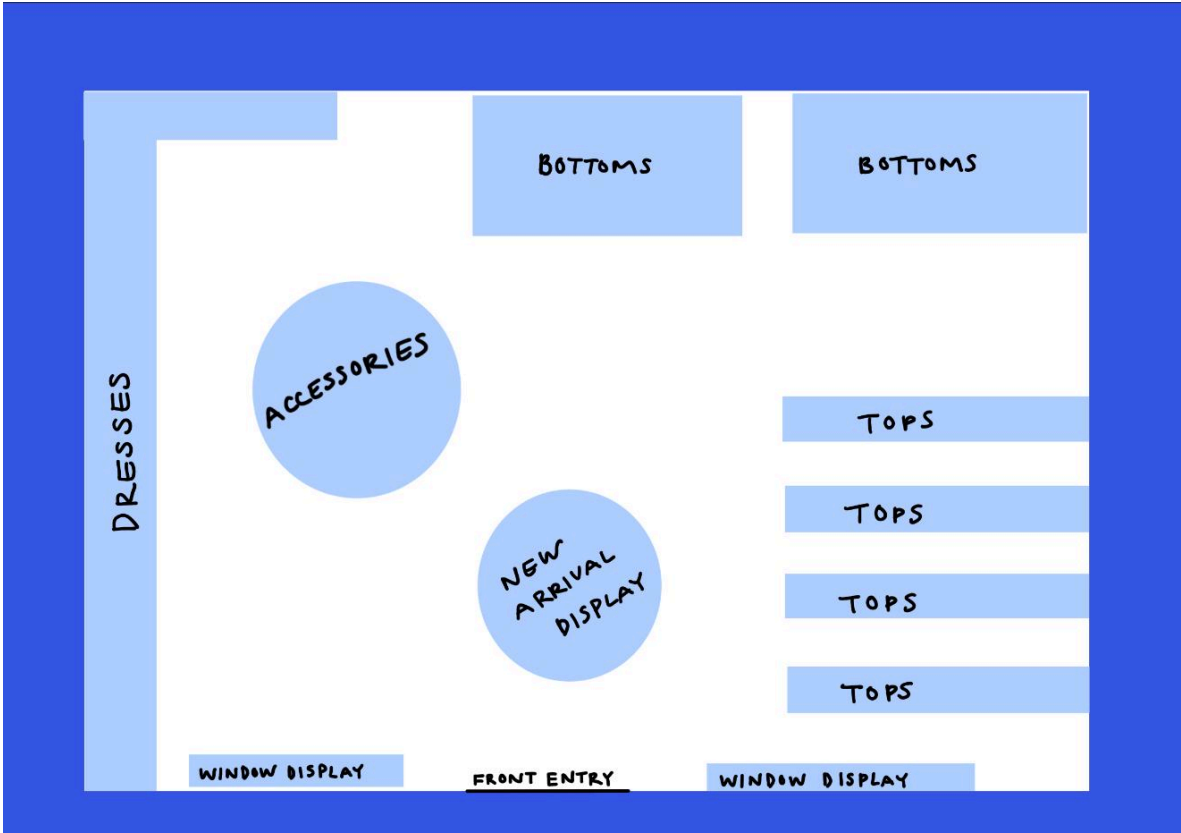 BOTTOMS
BOTTOMS
ACCESSORIES
DRESSES
TOPS
TOPS
TOPS
TOPS
NEW
ARRIVAL
DISPLAY
WINDOW DISPLAY
FRONT ENTRY
WINDOW DISPLAY